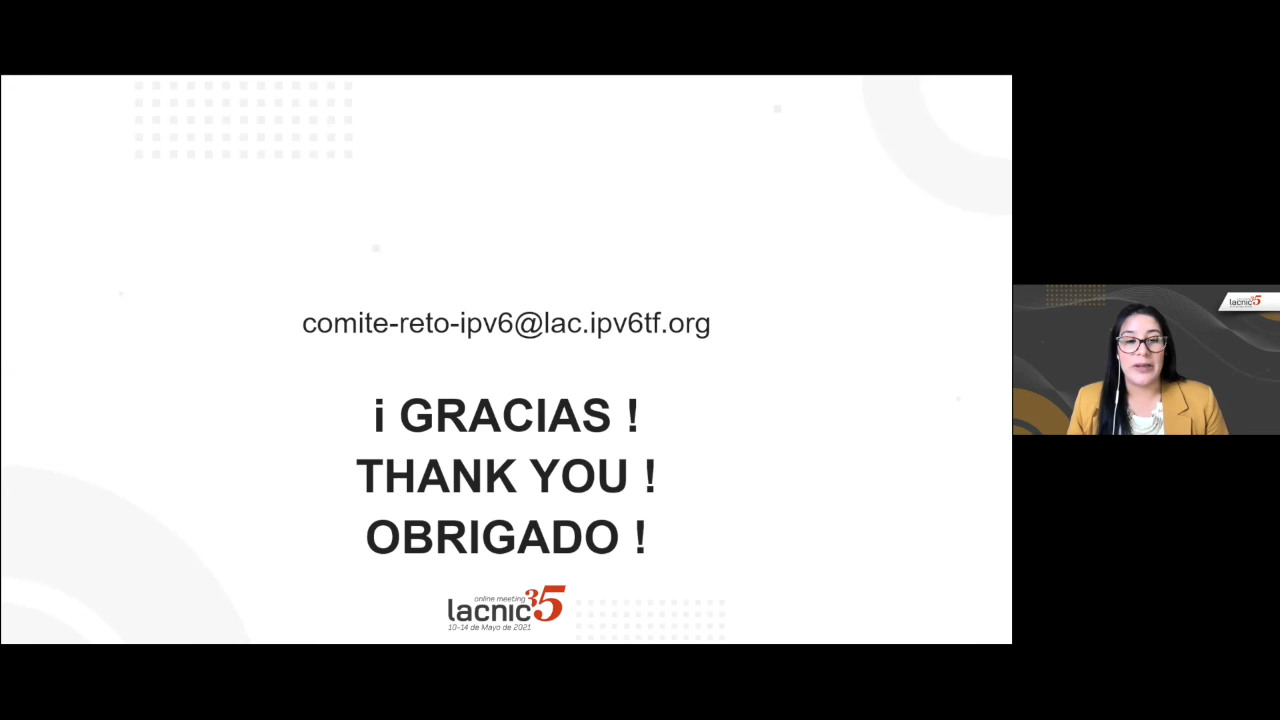 comite-reto-ipv6@lac.ipv6tf.org
¡ GRACIAS !
THANK YOU !
OBRIGADO !
online meeting
lacnic35
10-14 de Mayo de 2021
lacnic35